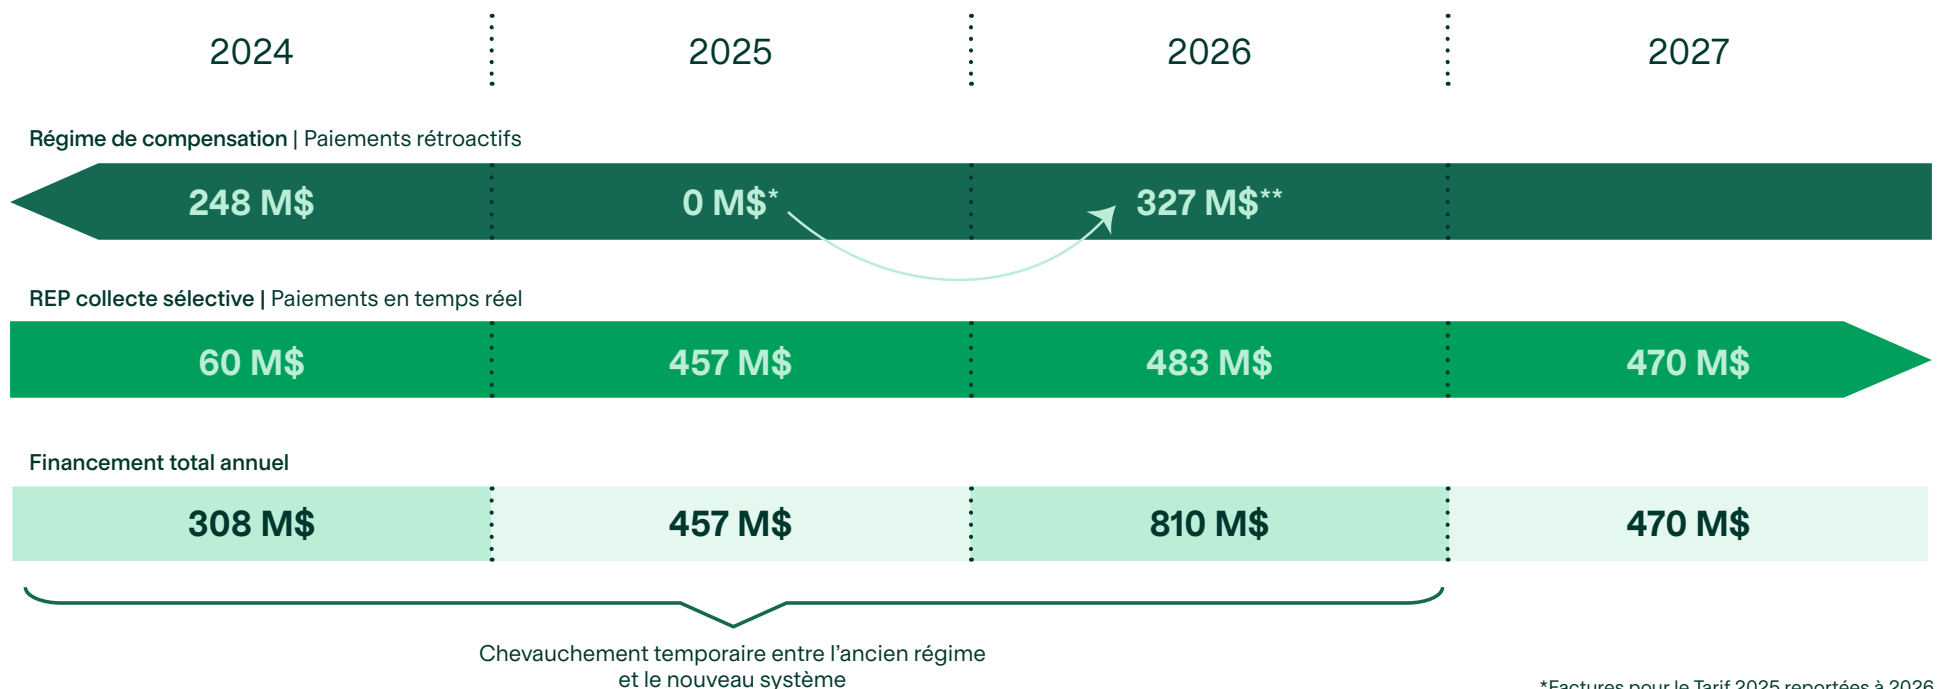 2024 2025 2026 2027
Régime de compensation | Paiements rétroactifs
248 M$ 0 M$* 327 M$**
REP collecte sélective | Paiements en temps réel
60 M$ 457 M$ 483 M$ 470 M$
Financement total annuel
308 M$ 457 M$ 810 M$ 470 M$
Chevauchement temporaire entre l'ancien régime
et le nouveau système
*Factures pour le Tarif 2025 reportées à 2026